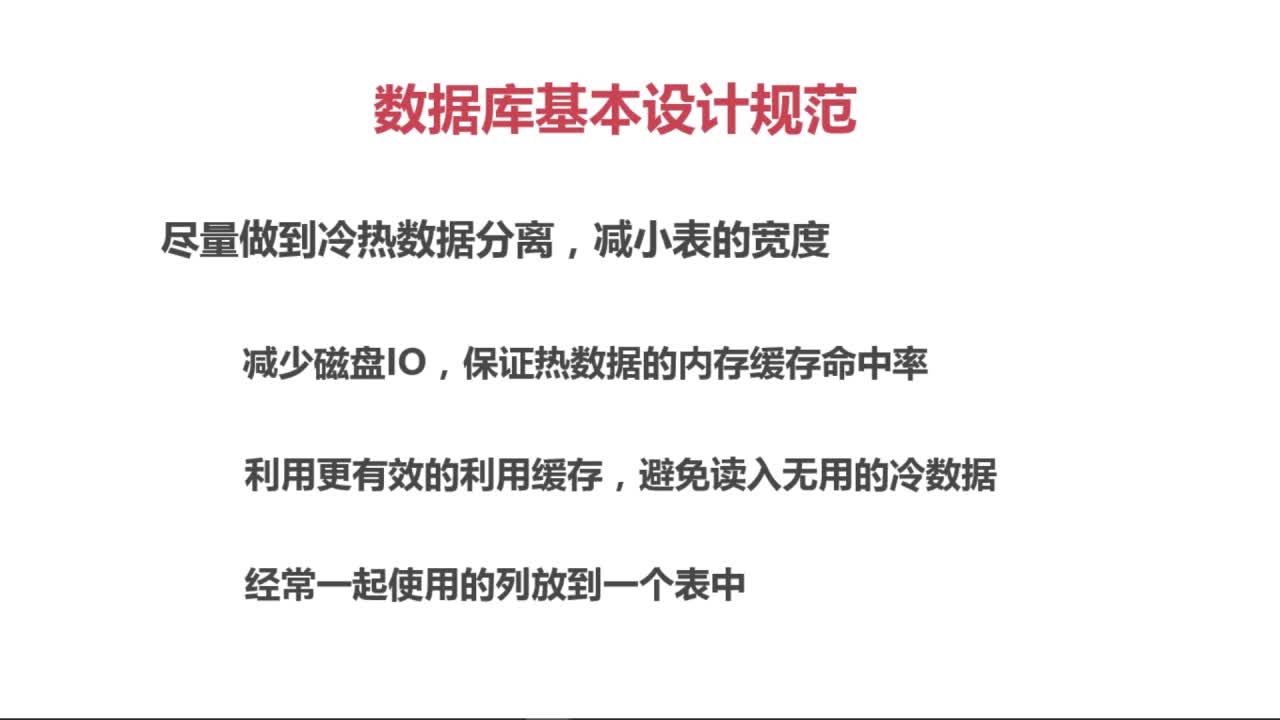 数据库基本设计规范
尽量做到冷热数据分离，减小表的宽度
减少磁盘IO，保证热数据的内存缓存命中率
利用更有效的利用缓存，避免读入无用的冷数据
经常一起使用的列放到一个表中